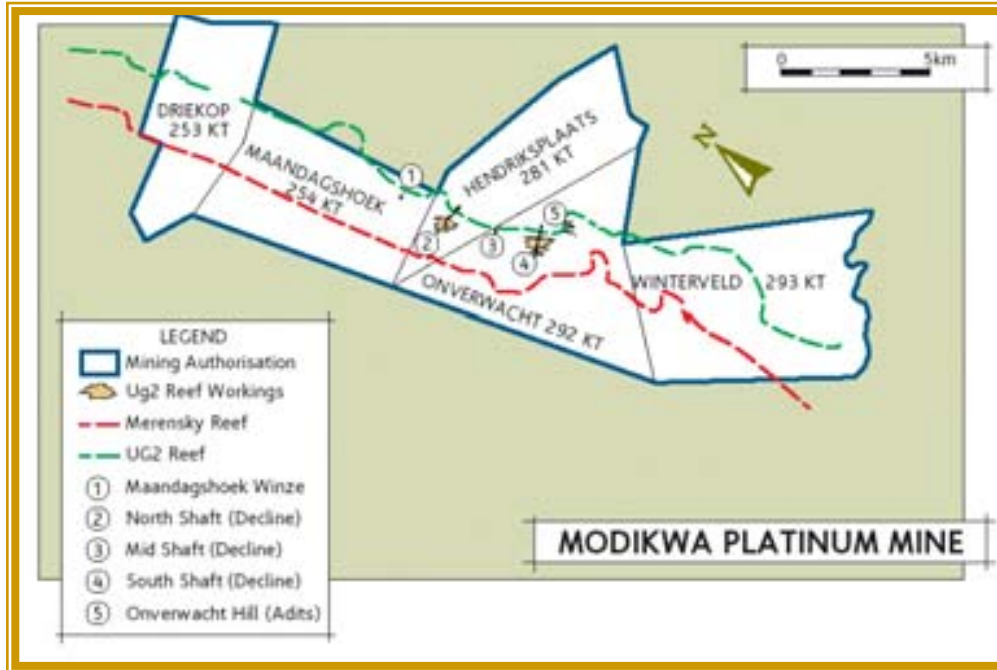 0 5km
N
DRIEKOP
253 KT
MAANDAGSHOEK
254 KT
HENDRIKSPLAATS
281 KT
1
2
3
4
5
ONVERWACHT 292 KT
WINTERVELD 293 KT
LEGEND
Mining Authorisation
Ug2 Reef Workings
Merensky Reef
UG2 Reef
1 Maandagshoek Winze
2 North Shaft (Decline)
3 Mid Shaft (Decline)
4 South Shaft (Decline)
5 Onverwacht Hill (Adits)
MODIKWA PLATINUM MINE